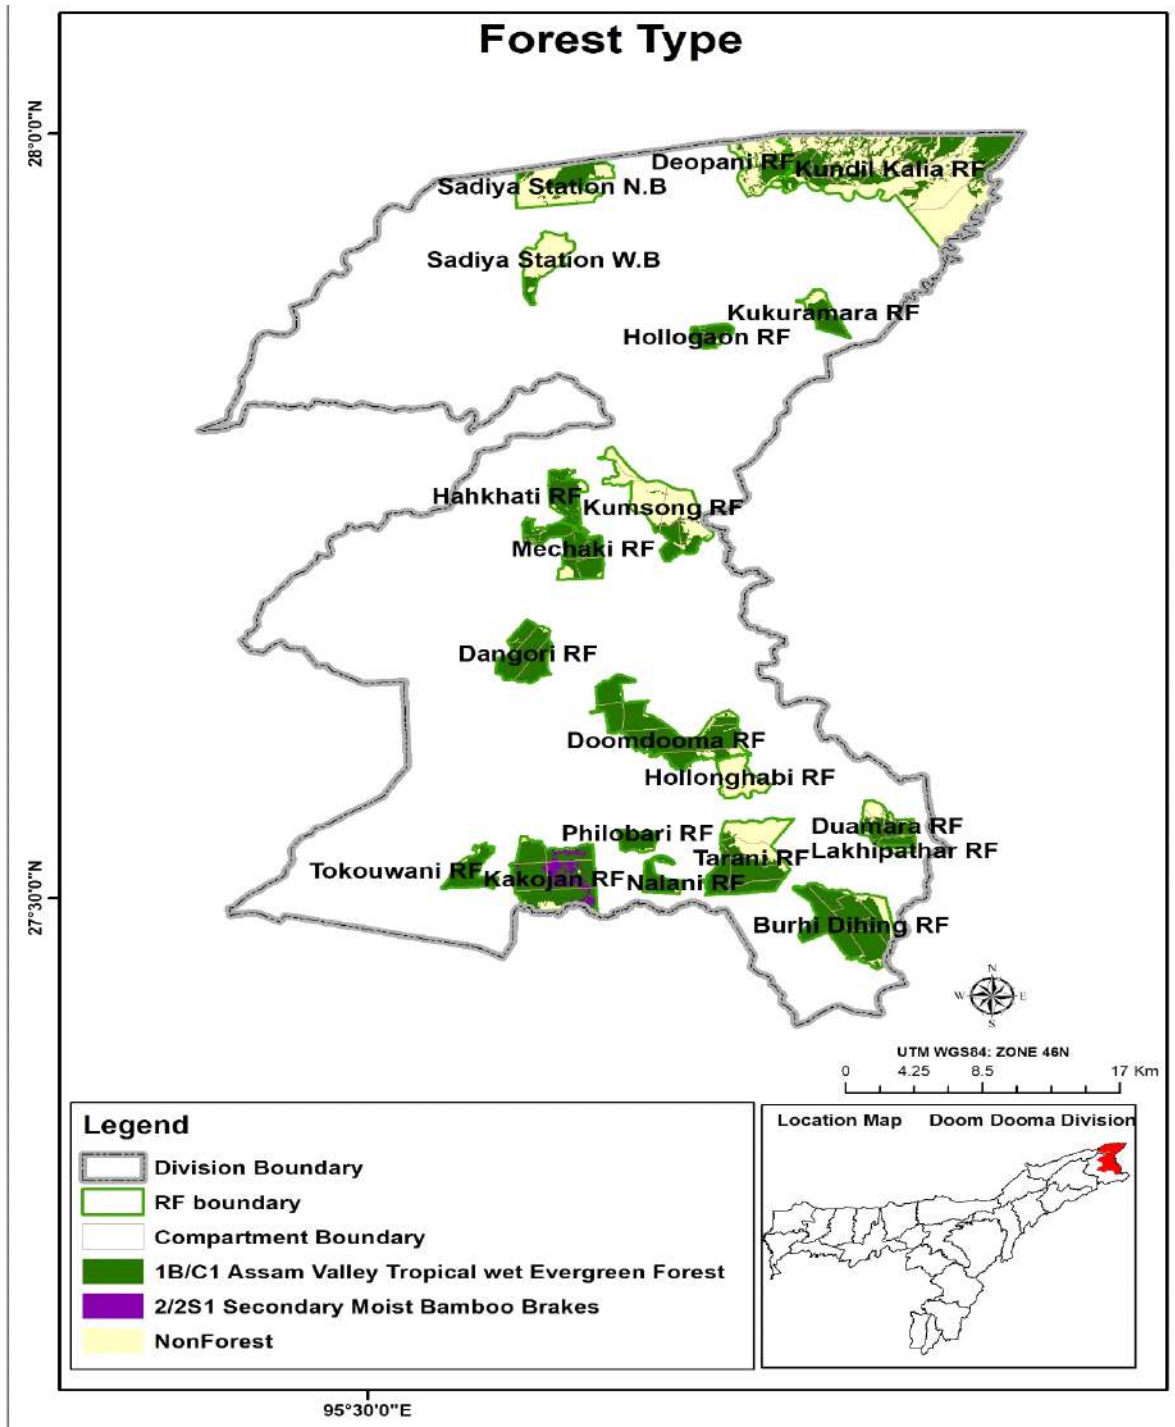 Forest Type
28°0'0"N
Deopani RF
Kundil Kalia RF
Sadiya Station N.B
Sadiya Station W.B
Kukuramara RF
Hollogaon RF
Hahkhati RF
Kumsong RF
Mechaki RF
Dangori RF
Doomdooma RF
Hollonghabi RF
Philobari RF
Duamara RF
Tarani RF
Lakhipathar RF
Tokouwani RF
Kakojan RF
Nalani RF
27°30'0"N
Burhi Dihing RF
N
W E
S
UTM WGS84: ZONE 46N
0 4.25 8.5 17 Km
Legend
Division Boundary
RF boundary
Compartment Boundary
1B/C1 Assam Valley Tropical wet Evergreen Forest
2/2S1 Secondary Moist Bamboo Brakes
NonForest
Location Map Doom Dooma Division
95°30'0"E